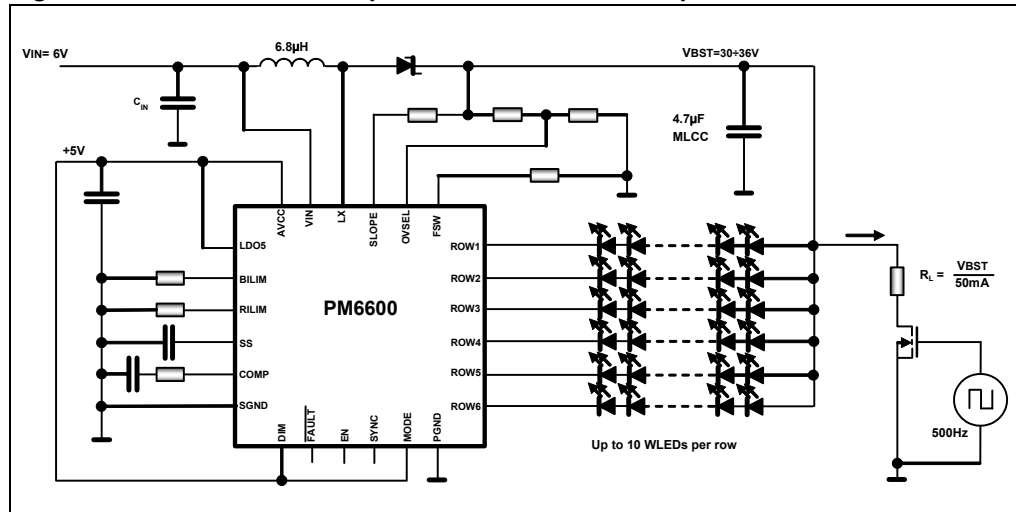 VIN= 6V
6.8µH
VBST=30÷36V
CIN
4.7µF
MLCC
+5V
AVCC
VIN
LX
SLOPE
OVSEL
FSW
LDO5
BILIM
RILIM
SS
COMP
SGND
PM6600
ROW1
ROW2
ROW3
ROW4
ROW5
ROW6
DIM
FAULT
EN
SYNC
MODE
PGND
Up to 10 WLEDs per row
RL = VBST
50mA
500Hz